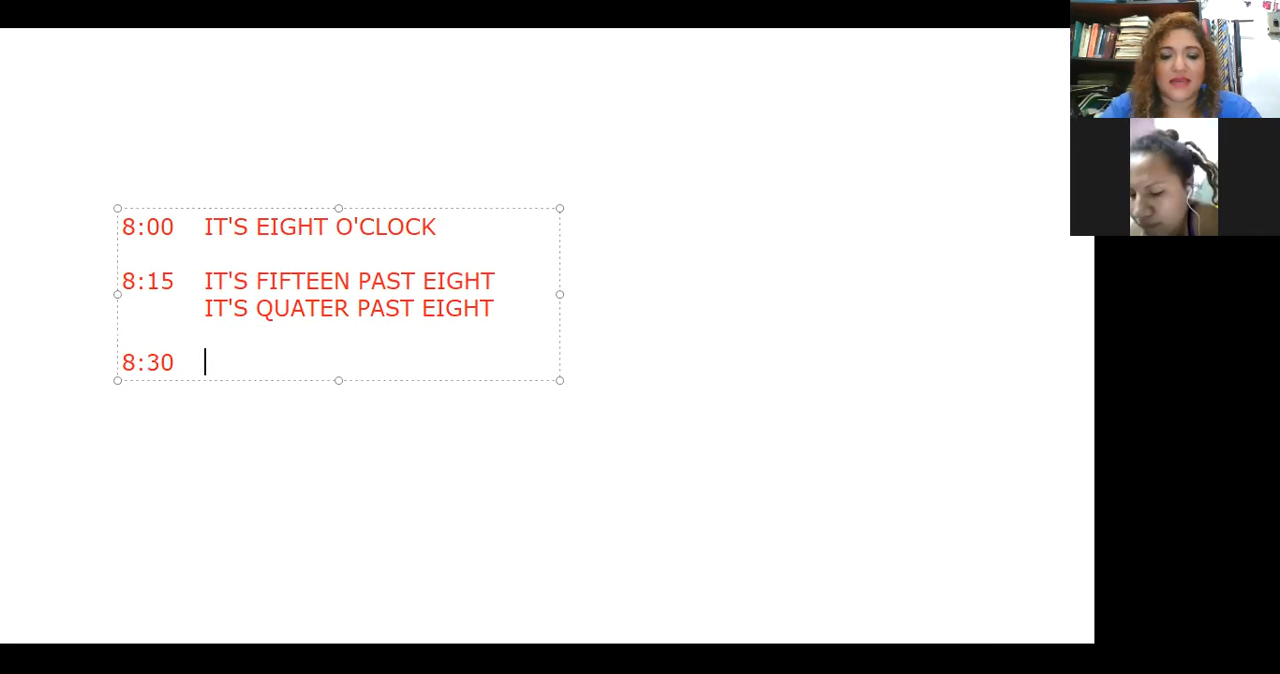 8:00 IT'S EIGHT O'CLOCK
8:15 IT'S FIFTEEN PAST EIGHT
IT'S QUATER PAST EIGHT
8:30